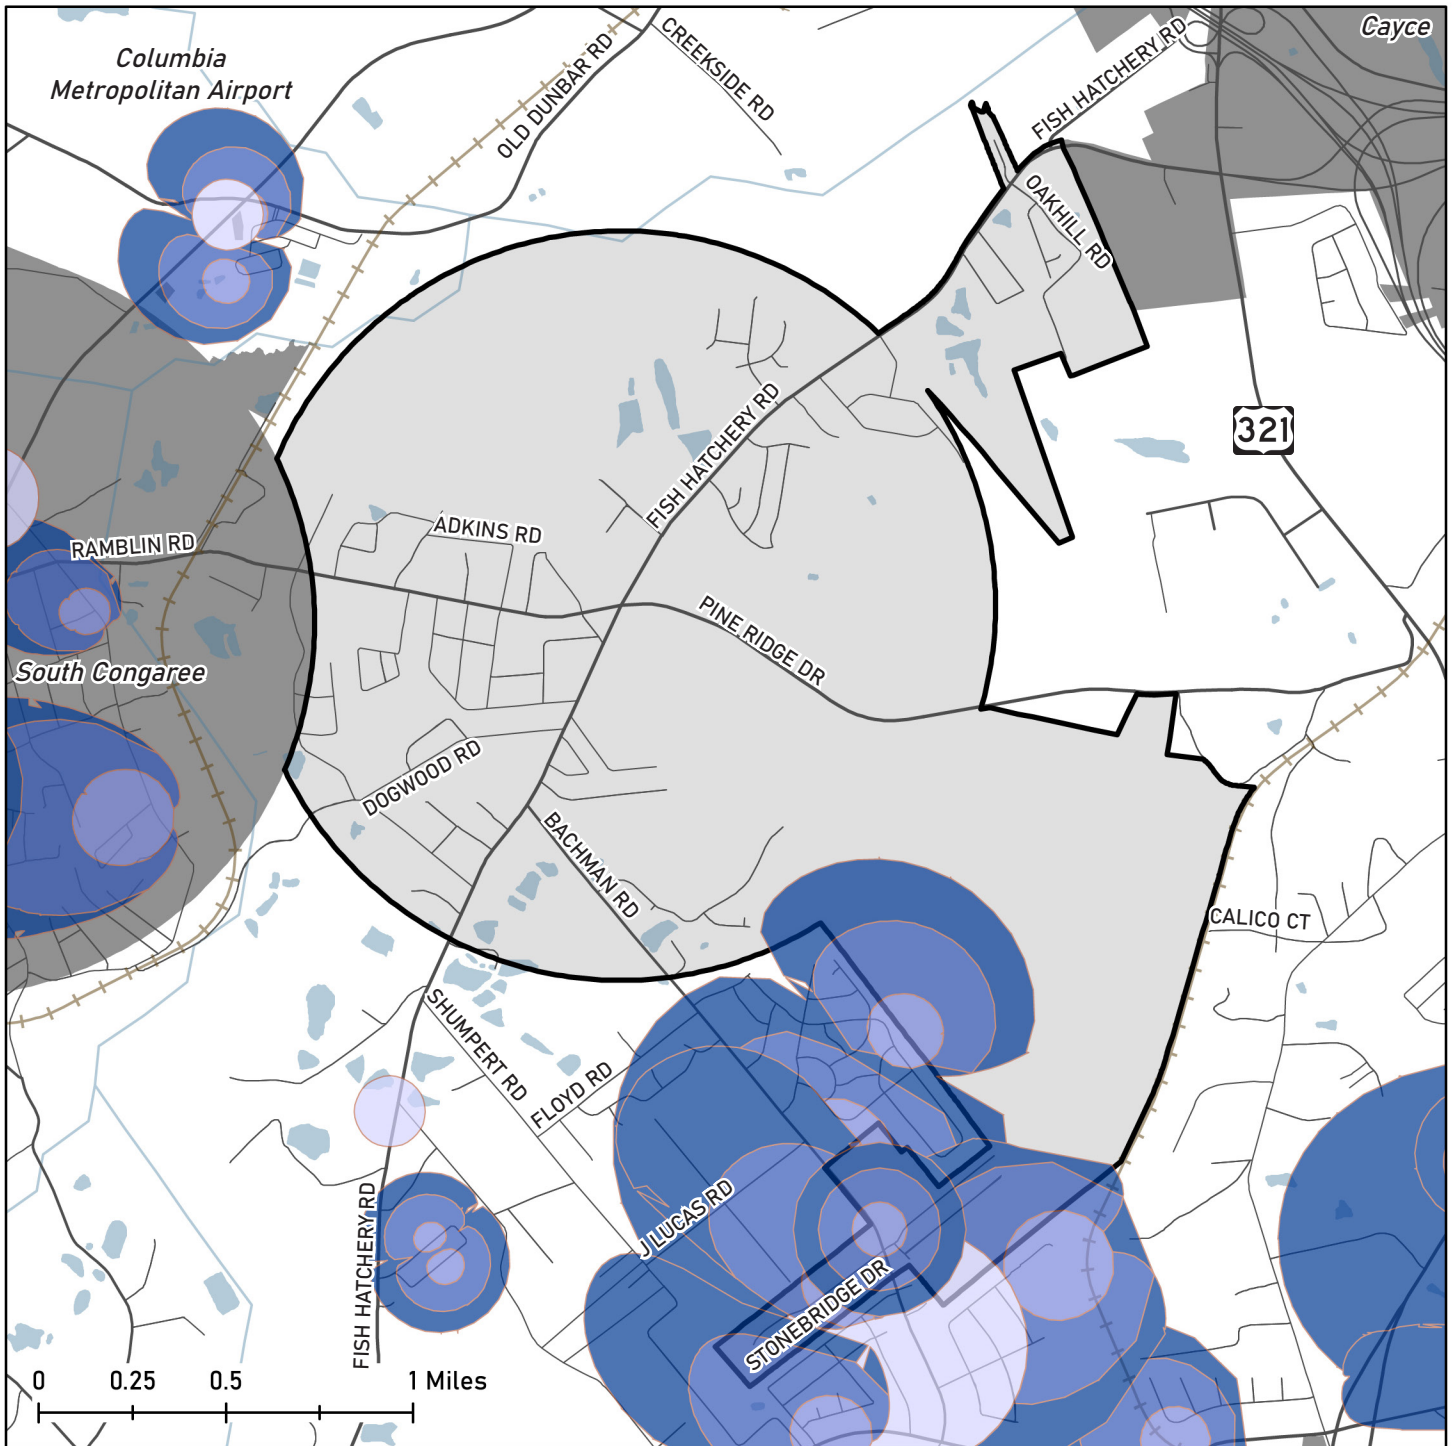 Cayce
Columbia
Metropolitan Airport
CREEKSIDE RD
FISH HATCHERY RD
OLD DUNBAR RD
OAKHILL RD
321
FISH HATCHERY RD
ADKINS RD
RAMBLIN RD
PINE RIDGE DR
South Congaree
DOGWOOD RD
BACHMAN RD
CALICO CT
SHUMPERT RD
FLOYD RD
J LUCAS RD
FISH HATCHERY RD
STONEBRIDGE DR
0 0.25 0.5 1 Miles